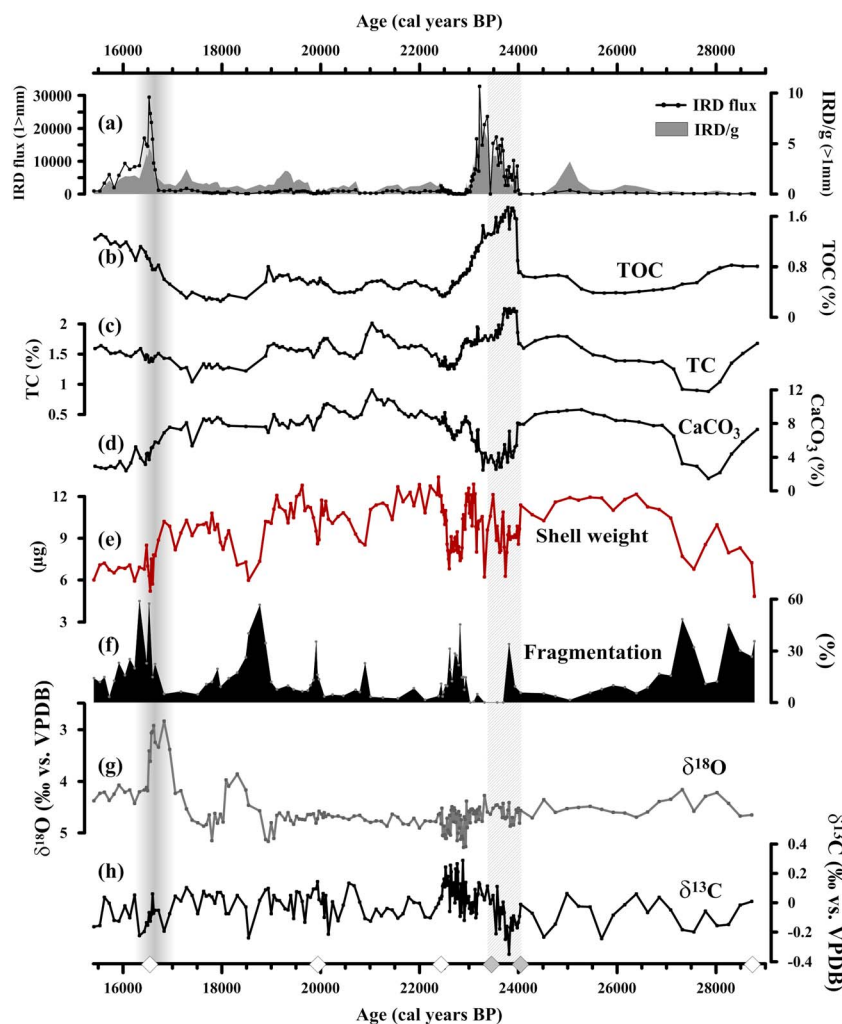 Age (cal years BP)
16000 18000 20000 22000 24000 26000 28000
30000
20000
10000
0
IRD flux (1>mm)
(a)
IRD flux
IRD/g
10
5
0
IRD/g (>1mm)
(b)
TOC
1.6
0.8
0
TOC (%)
2
1.5
1
0.5
TC (%)
(c)
TC
(d)
CaCO3
12
8
4
0
CaCO3 (%)
12
9
6
3
(µg)
(e)
Shell weight
(f)
Fragmentation
60
30
0
(%)
3
4
5
δ18O (‰ vs. VPDB)
(g)
δ18O
(h)
δ13C
0.4
0.2
0
-0.2
-0.4
δ13C (‰ vs. VPDB)
16000 18000 20000 22000 24000 26000 28000
Age (cal years BP)